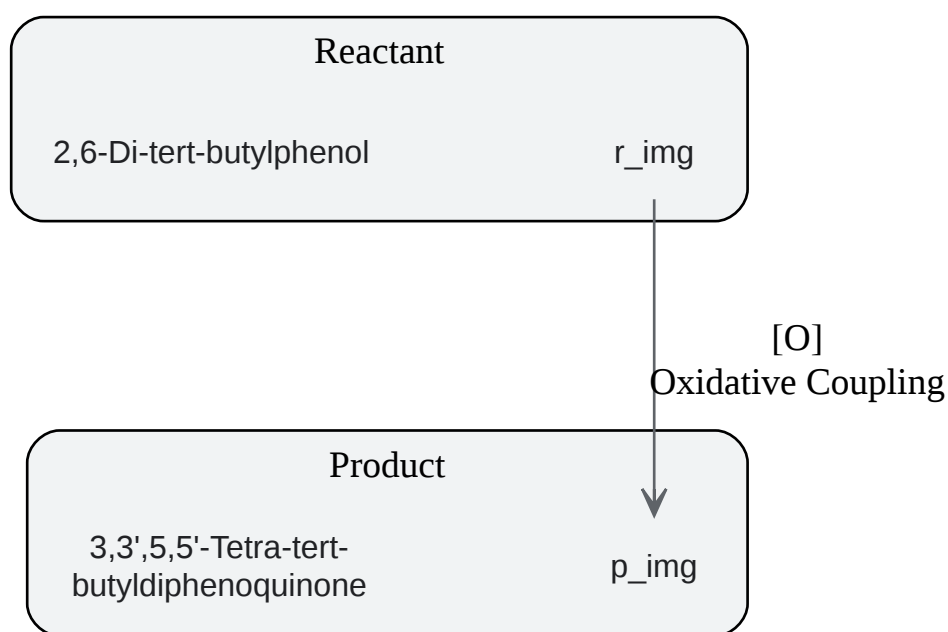 Reactant
2,6-Di-tert-butylphenol
r_img
[O]
Oxidative Coupling
Product
3,3',5,5'-Tetra-tert-
butyldiphenoquinone
p_img